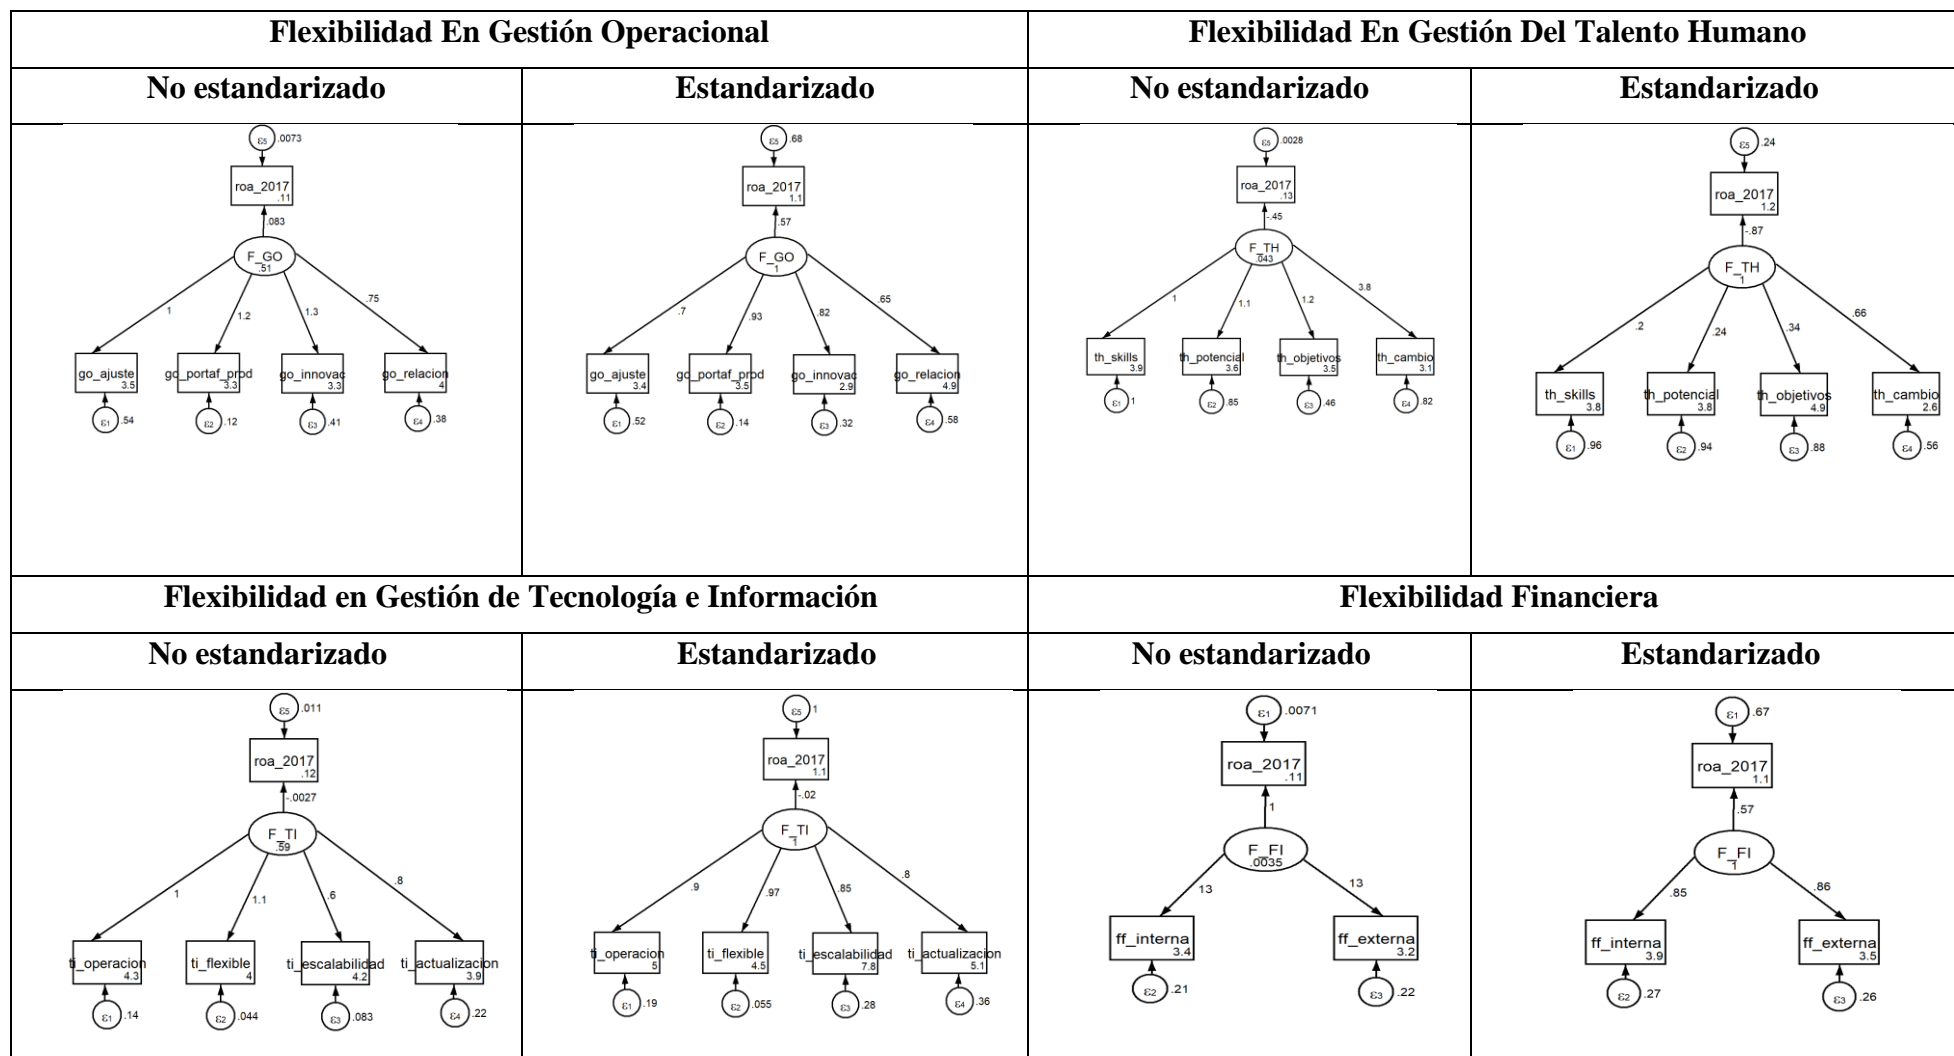 Flexibilidad En Gestión Operacional
Flexibilidad En Gestión Del Talento Humano
No estandarizado
Estandarizado
No estandarizado
Estandarizado
ε5 .0073
roa_2017
.11
.083
F_GO
.51
1
1.2
1.3
.75
go_ajuste
3.5
go_portaf_prod
3.3
go_innovac
3.3
go_relacion
4
ε1 .54
ε2 .12
ε3 .41
ε4 .38
ε5 .68
roa_2017
1.1
.57
F_GO
1
.7
.93
.82
.65
go_ajuste
3.4
go_portaf_prod
3.5
go_innovac
2.9
go_relacion
4.9
ε1 .52
ε2 .14
ε3 .32
ε4 .58
ε5 .0028
roa_2017
.13
-.45
F_TH
.043
1
1.1
1.2
3.8
th_skills
3.9
th_potencial
3.6
th_objetivos
3.5
th_cambio
3.1
ε1 1
ε2 .85
ε3 .46
ε4 .82
ε5 .24
roa_2017
1.2
-.87
F_TH
1
.2
.24
.34
.66
th_skills
3.8
th_potencial
3.8
th_objetivos
4.9
th_cambio
2.6
ε1 .96
ε2 .94
ε3 .88
ε4 .56
Flexibilidad en Gestión de Tecnología e Información
Flexibilidad Financiera
No estandarizado
Estandarizado
No estandarizado
Estandarizado
ε5 .011
roa_2017
.12
-.0027
F_TI
.59
1
1.1
.6
.8
ti_operacion
4.3
ti_flexible
4
ti_escalabilidad
4.2
ti_actualizacion
3.9
ε1 .14
ε2 .044
ε3 .083
ε4 .22
ε5 1
roa_2017
1.1
-.02
F_TI
1
.9
.97
.85
.8
ti_operacion
5
ti_flexible
4.5
ti_escalabilidad
7.8
ti_actualizacion
5.1
ε1 .19
ε2 .055
ε3 .28
ε4 .36
ε1 .0071
roa_2017
.11
1
F_FI
.0035
13
13
ff_interna
3.4
ff_externa
3.2
ε2 .21
ε3 .22
ε1 .67
roa_2017
1.1
.57
F_FI
1
.85
.86
ff_interna
3.9
ff_externa
3.5
ε2 .27
ε3 .26